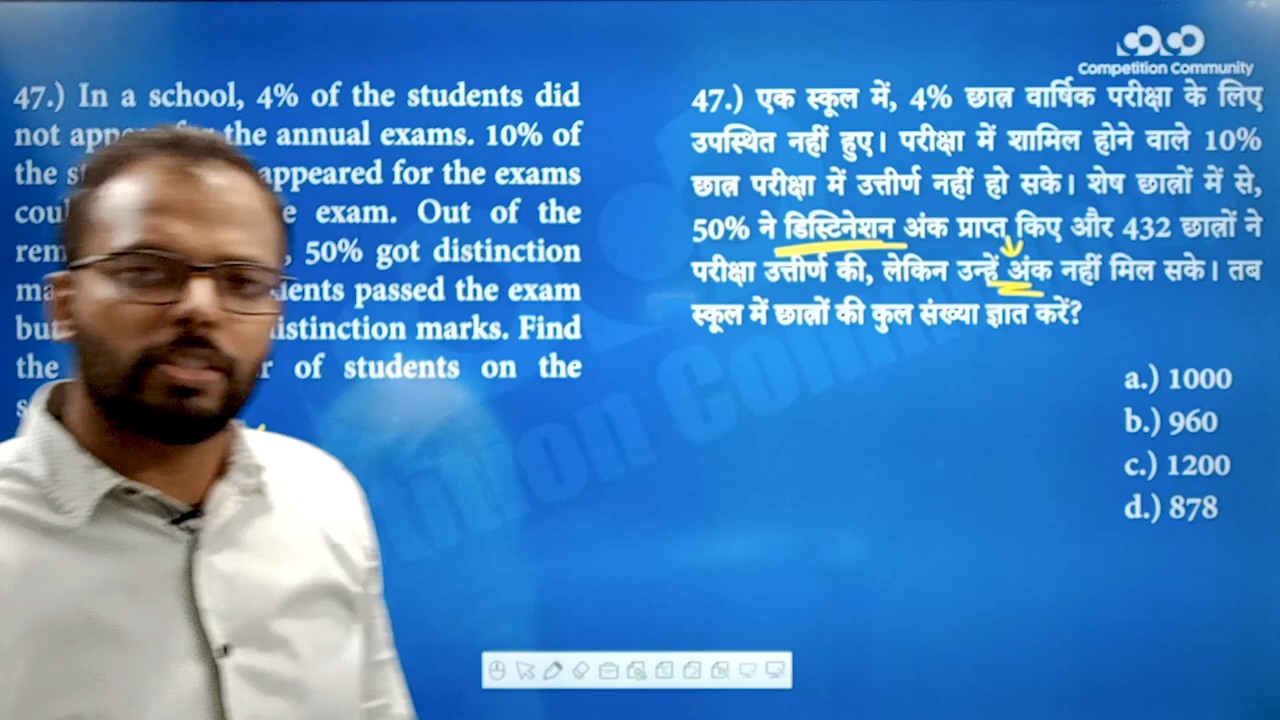 Competition Community
47.) In a school, 4% of the students did
not the annual exams. 10% of
the appeared for the exams
exam. Out of the
, 50% got distinction
passed the exam
marks. Find
the of students on the
47.) एक स्कूल में, 4% छात्र वार्षिक परीक्षा के लिए
उपस्थित नहीं हुए। परीक्षा में शामिल होने वाले 10%
छात्र परीक्षा में उत्तीर्ण नहीं हो सके। शेष छात्रों में से,
50% ने डिस्टिनेशन अंक प्राप्त किए और 432 छात्रों ने
परीक्षा उत्तीर्ण की, लेकिन उन्हें अंक नहीं मिल सके। तब
स्कूल में छात्रों की कुल संख्या ज्ञात करें?
a.) 1000
b.) 960
c.) 1200
d.) 878